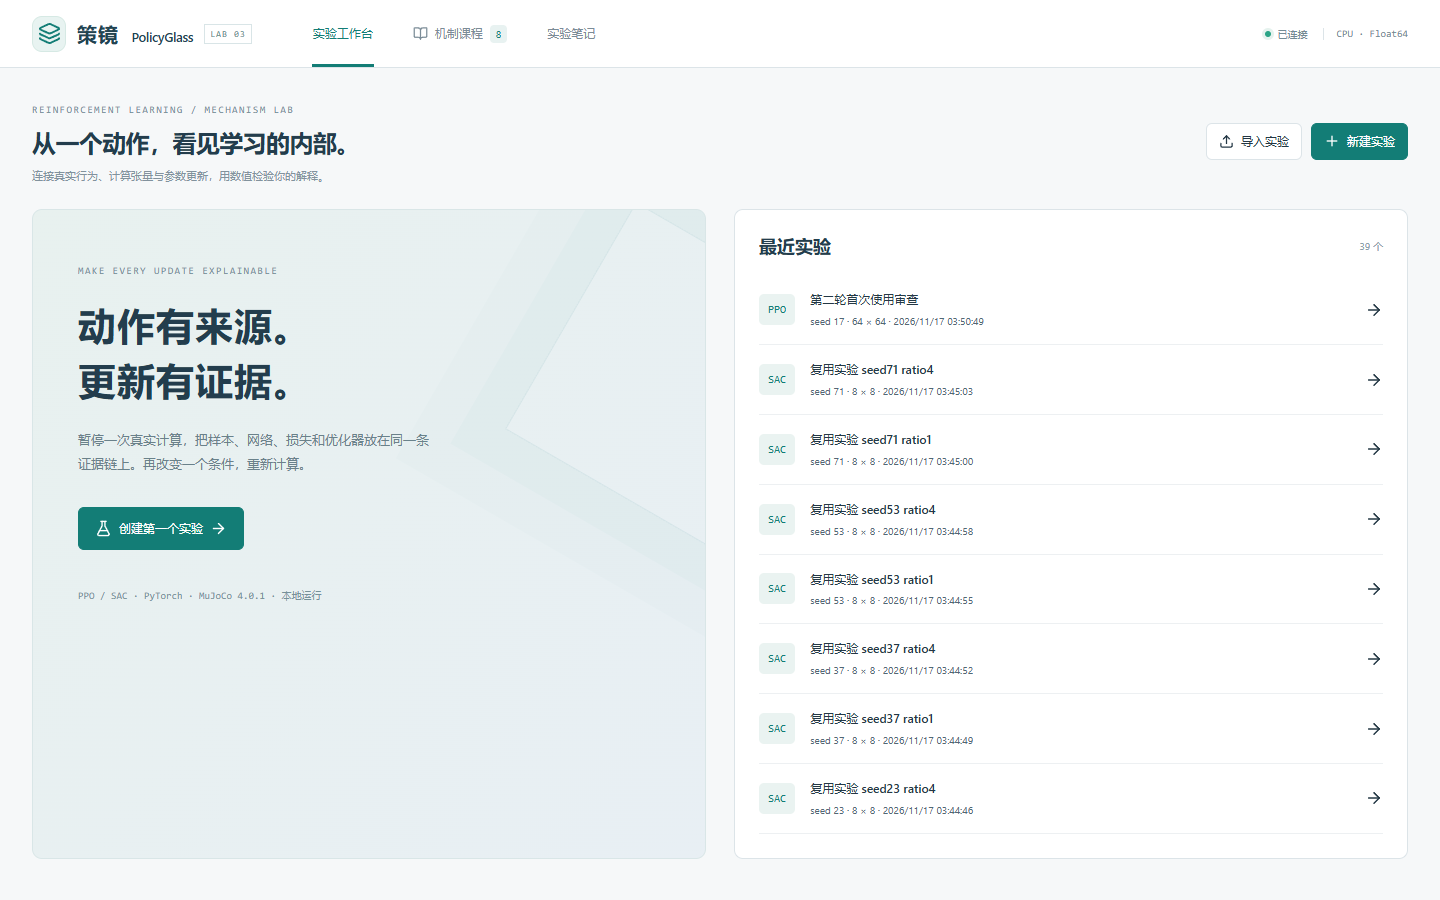 策镜 PolicyGlass LAB 03 实验工作台 机制课程 8 实验笔记 已连接 CPU · Float64
REINFORCEMENT LEARNING / MECHANISM LAB
从一个动作，看见学习的内部。
连接真实行为、计算张量与参数更新，用数值检验你的解释。
导入实验 新建实验
MAKE EVERY UPDATE EXPLAINABLE
动作有来源。
更新有证据。
暂停一次真实计算，把样本、网络、损失和优化器放在同一条
证据链上。再改变一个条件，重新计算。
创建第一个实验
PPO / SAC · PyTorch · MuJoCo 4.0.1 · 本地运行
最近实验 39 个
PPO 第二轮首次使用审查
seed 17 · 64 × 64 · 2026/11/17 03:50:49
SAC 复用实验 seed71 ratio4
seed 71 · 8 × 8 · 2026/11/17 03:45:03
SAC 复用实验 seed71 ratio1
seed 71 · 8 × 8 · 2026/11/17 03:45:00
SAC 复用实验 seed53 ratio4
seed 53 · 8 × 8 · 2026/11/17 03:44:58
SAC 复用实验 seed53 ratio1
seed 53 · 8 × 8 · 2026/11/17 03:44:55
SAC 复用实验 seed37 ratio4
seed 37 · 8 × 8 · 2026/11/17 03:44:52
SAC 复用实验 seed37 ratio1
seed 37 · 8 × 8 · 2026/11/17 03:44:49
SAC 复用实验 seed23 ratio4
seed 23 · 8 × 8 · 2026/11/17 03:44:46